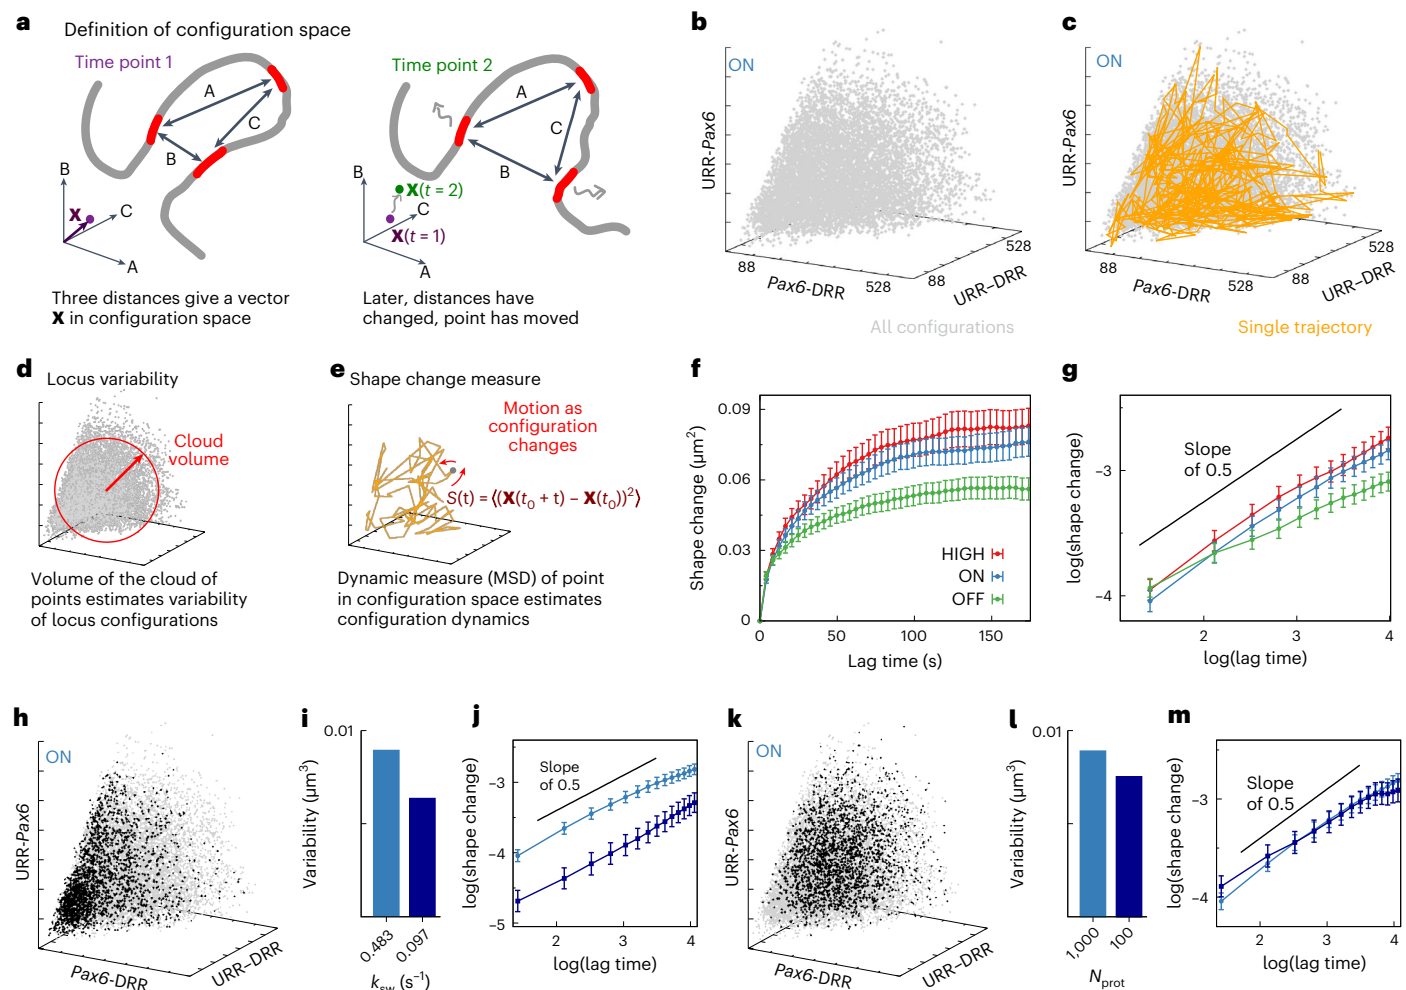 a
Definition of configuration space
Time point 1
A
B
C
B
X
C
A
Three distances give a vector
X in configuration space
Time point 2
A
C
B
B
X(t = 2)
C
X(t = 1)
A
Later, distances have
changed, point has moved
b
ON
URR-Pax6
88
Pax6-DRR
528
88
URR–DRR
528
All configurations
c
ON
URR-Pax6
88
Pax6-DRR
528
88
URR–DRR
528
Single trajectory
d
Locus variability
Cloud
volume
Volume of the cloud of
points estimates variability
of locus configurations
e
Shape change measure
Motion as
configuration
changes
S(t) = ⟨(X(t0 + t) − X(t0))²⟩
Dynamic measure (MSD) of point
in configuration space estimates
configuration dynamics
f
Shape change (μm²)
0.09
0.06
0.03
0
HIGH
ON
OFF
0
50
100
150
Lag time (s)
g
log(shape change)
−3
−4
Slope
of 0.5
2
3
4
log(lag time)
h
ON
URR-Pax6
Pax6-DRR
URR–DRR
i
Variability (μm³)
0.01
0.483
0.097
ksw (s⁻¹)
j
log(shape change)
−3
−4
−5
Slope
of 0.5
2
3
4
log(lag time)
k
ON
URR-Pax6
Pax6-DRR
URR–DRR
l
Variability (μm³)
0.01
1,000
100
Nprot
m
log(shape change)
−3
−4
Slope
of 0.5
2
3
4
log(lag time)